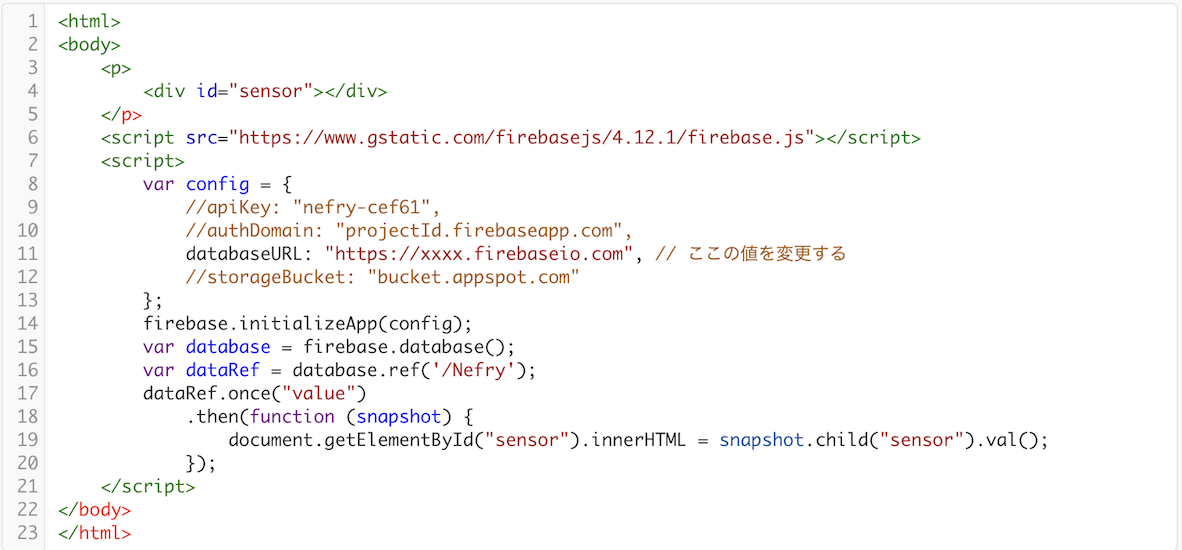 1 <html>
2 <body>
3     <p>
4         <div id="sensor"></div>
5     </p>
6     <script src="https://www.gstatic.com/firebasejs/4.12.1/firebase.js"></script>
7     <script>
8         var config = {
9             //apiKey: "nefry-cef61",
10             //authDomain: "projectId.firebaseapp.com",
11             databaseURL: "https://xxxx.firebaseio.com", // ここの値を変更する
12             //storageBucket: "bucket.appspot.com"
13         };
14         firebase.initializeApp(config);
15         var database = firebase.database();
16         var dataRef = database.ref('/Nefry');
17         dataRef.once("value")
18             .then(function (snapshot) {
19                 document.getElementById("sensor").innerHTML = snapshot.child("sensor").val();
20             });
21     </script>
22 </body>
23 </html>